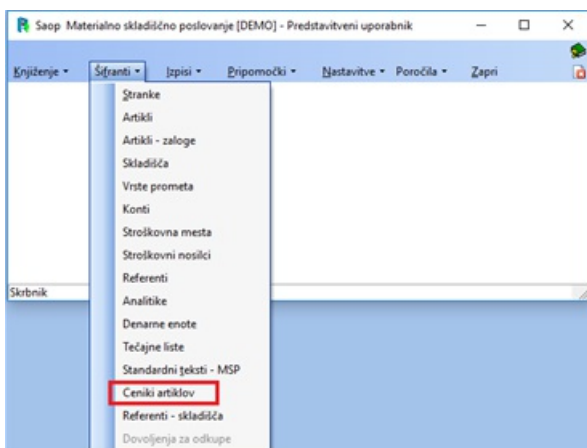 Saop Materialno skladiščno poslovanje [DEMO] - Predstavitveni uporabnik
Knjiženje Šifranti Izpisi Pripomočki Nastavitve Poročila Zapri
Stranke
Artikli
Artikli - zaloge
Skladišča
Vrste prometa
Konti
Stroškovna mesta
Stroškovni nosilci
Referenti
Analitike
Denarne enote
Tečajne liste
Standardni teksti - MSP
Ceniki artiklov
Referenti - skladišča
Dovoljenja za odkupe
Skrbnik